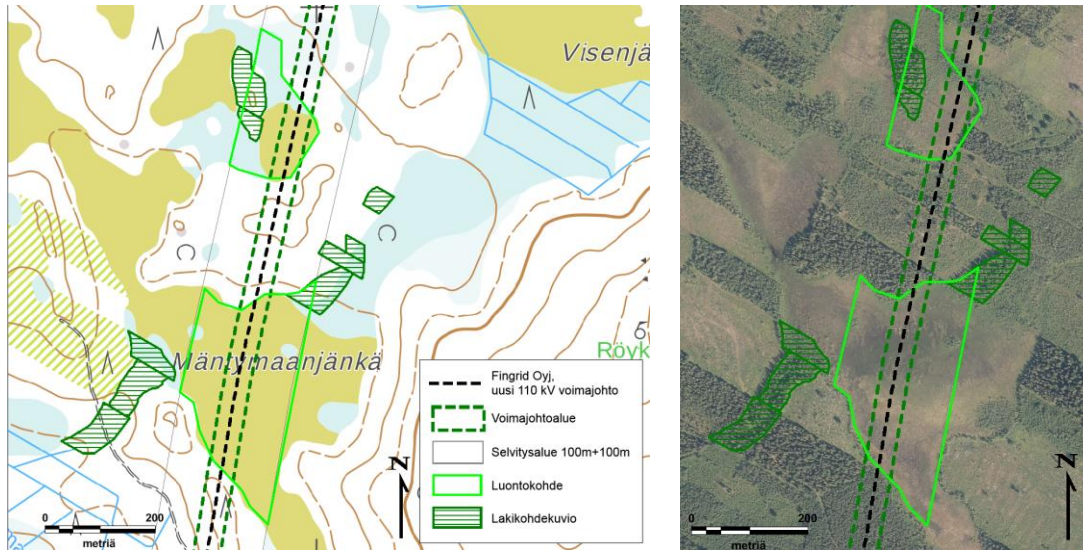 Visenjä
Mäntymaanjänkä
Röyk
Fingrid Oyj,
uusi 110 kV voimajohto
Voimajohtoalue
Selvitysalue 100m+100m
Luontokohde
Lakikohdekuvio
N
0 200
metriä
N
0 200
metriä